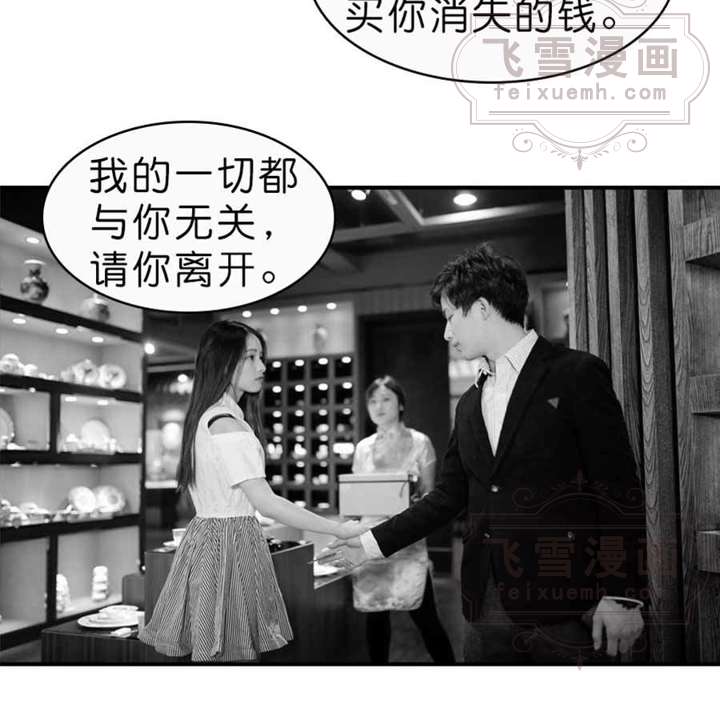 买你消失的钱。
飞雪漫画
feixuemh.com
我的一切都
与你无关，
请你离开。
飞雪漫画
feixuemh.com